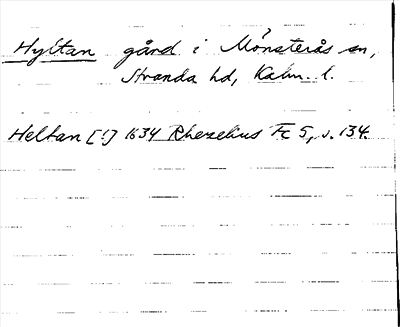 Hyltan gård i Mönsterås sn,
Stranda hd, Kalm. l.
Heltan [!] 1634 Rhezelius Fc 5, s. 134.